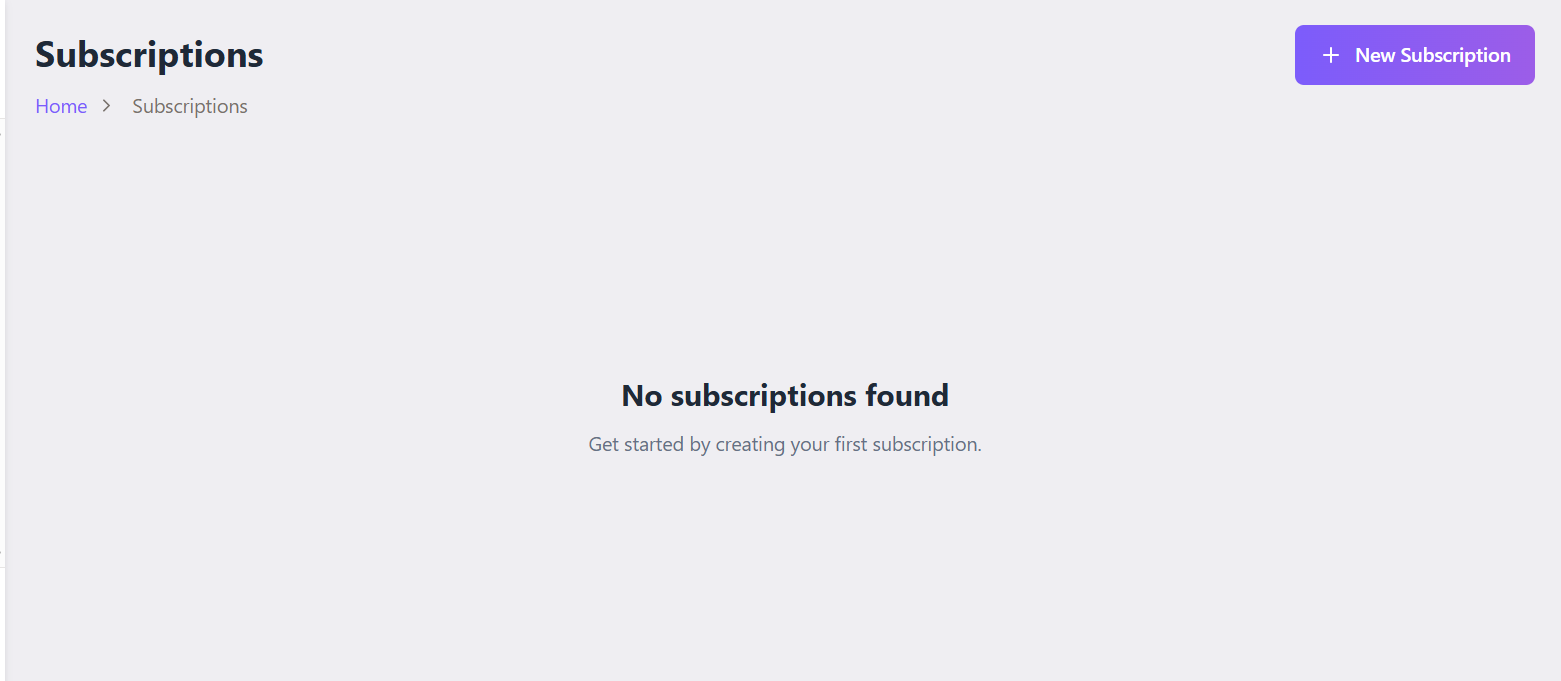 Subscriptions
New Subscription
Home > Subscriptions
No subscriptions found
Get started by creating your first subscription.